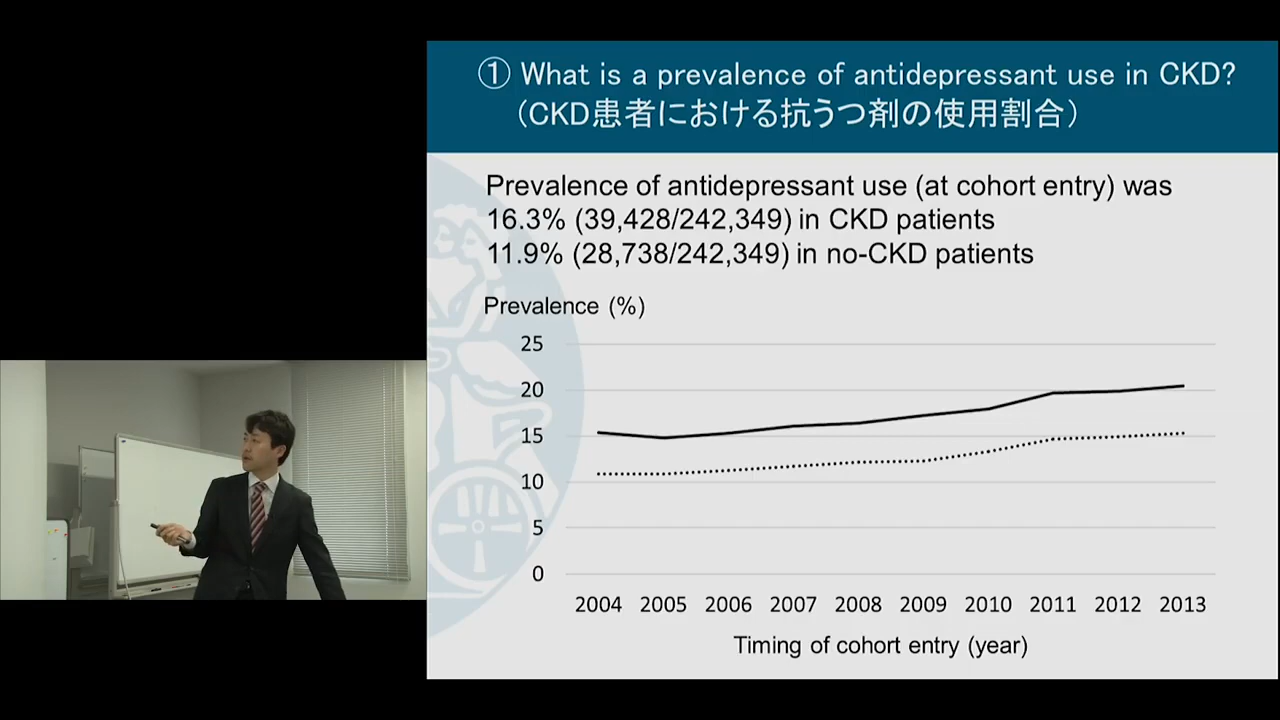 ① What is a prevalence of antidepressant use in CKD?
（CKD患者における抗うつ剤の使用割合）
Prevalence of antidepressant use (at cohort entry) was
16.3% (39,428/242,349) in CKD patients
11.9% (28,738/242,349) in no-CKD patients
Prevalence (%)
25
20
15
10
5
0
2004 2005 2006 2007 2008 2009 2010 2011 2012 2013
Timing of cohort entry (year)